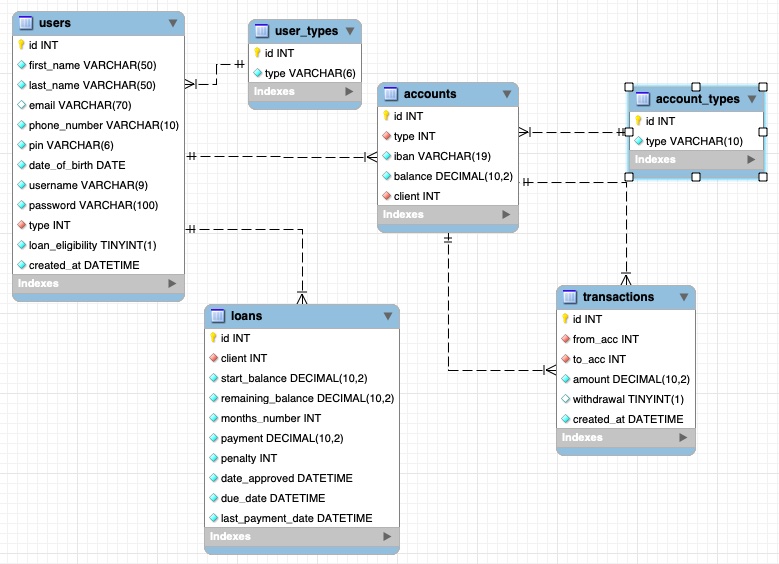 users
id INT
first_name VARCHAR(50)
last_name VARCHAR(50)
email VARCHAR(70)
phone_number VARCHAR(10)
pin VARCHAR(6)
date_of_birth DATE
username VARCHAR(9)
password VARCHAR(100)
type INT
loan_eligibility TINYINT(1)
created_at DATETIME
Indexes
user_types
id INT
type VARCHAR(6)
Indexes
accounts
id INT
type INT
iban VARCHAR(19)
balance DECIMAL(10,2)
client INT
Indexes
account_types
id INT
type VARCHAR(10)
Indexes
loans
id INT
client INT
start_balance DECIMAL(10,2)
remaining_balance DECIMAL(10,2)
months_number INT
payment DECIMAL(10,2)
penalty INT
date_approved DATETIME
due_date DATETIME
last_payment_date DATETIME
Indexes
transactions
id INT
from_acc INT
to_acc INT
amount DECIMAL(10,2)
withdrawal TINYINT(1)
created_at DATETIME
Indexes